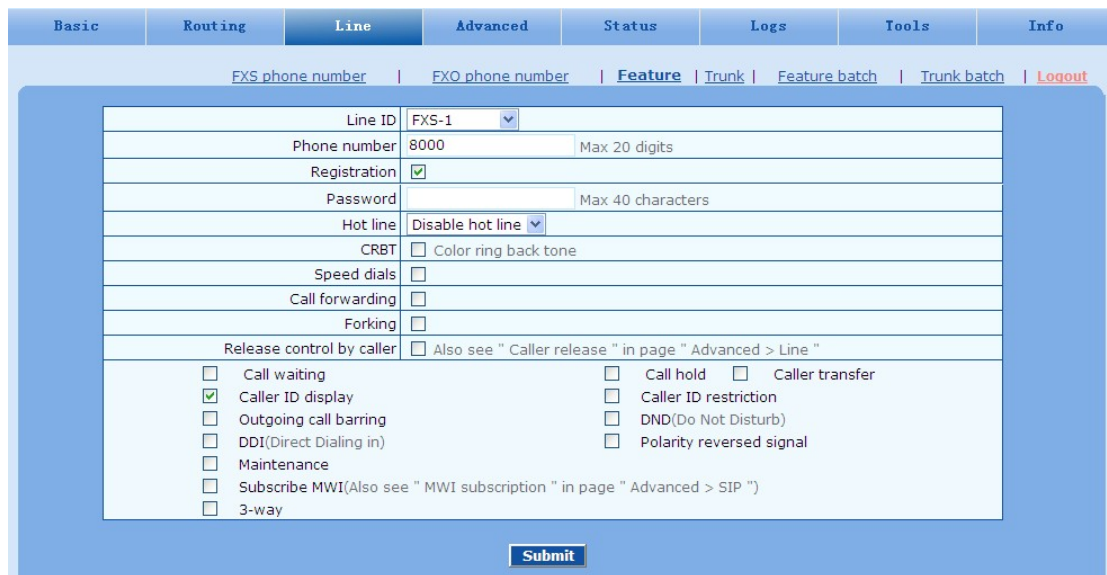 Basic Routing Line Advanced Status Logs Tools Info
FXS phone number | FXO phone number | Feature | Trunk | Feature batch | Trunk batch | Logout
Line ID FXS-1
Phone number 8000 Max 20 digits
Registration
Password Max 40 characters
Hot line Disable hot line
CRBT Color ring back tone
Speed dials
Call forwarding
Forking
Release control by caller Also see " Caller release " in page " Advanced > Line "
Call waiting Call hold Caller transfer
Caller ID display Caller ID restriction
Outgoing call barring DND(Do Not Disturb)
DDI(Direct Dialing in) Polarity reversed signal
Maintenance
Subscribe MWI(Also see " MWI subscription " in page " Advanced > SIP ")
3-way
Submit